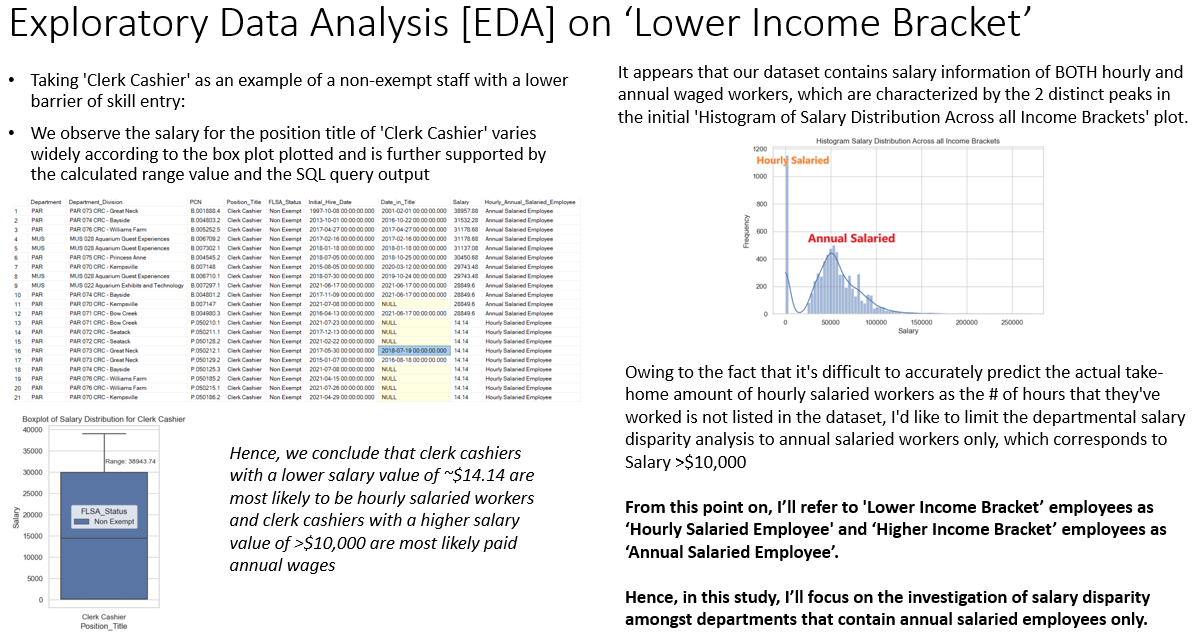 Exploratory Data Analysis [EDA] on ‘Lower Income Bracket’
• Taking 'Clerk Cashier' as an example of a non-exempt staff with a lower
barrier of skill entry:
• We observe the salary for the position title of 'Clerk Cashier' varies
widely according to the box plot plotted and is further supported by
the calculated range value and the SQL query output
Department Department_Division PCN Position_Title FLSA_Status Initial_Hire_Date Date_in_Title Salary Hourly_Annual_Salaried_Employee
1 PAR PAR 073 CRC - Great Neck B.001888.4 Clerk Cashier Non Exempt 1997-10-08 00:00:00.000 2001-02-01 00:00:00.000 38957.88 Annual Salaried Employee
2 PAR PAR 074 CRC - Bayside B.004803.2 Clerk Cashier Non Exempt 2013-10-01 00:00:00.000 2016-10-22 00:00:00.000 31532.28 Annual Salaried Employee
3 PAR PAR 076 CRC - Williams Farm B.005252.5 Clerk Cashier Non Exempt 2017-04-27 00:00:00.000 2017-04-27 00:00:00.000 31178.68 Annual Salaried Employee
4 MUS MUS 028 Aquarium Guest Experiences B.006709.2 Clerk Cashier Non Exempt 2017-02-16 00:00:00.000 2017-02-16 00:00:00.000 31178.68 Annual Salaried Employee
5 MUS MUS 028 Aquarium Guest Experiences B.007302.1 Clerk Cashier Non Exempt 2018-01-18 00:00:00.000 2018-01-18 00:00:00.000 31137.08 Annual Salaried Employee
6 PAR PAR 075 CRC - Princess Anne B.004545.2 Clerk Cashier Non Exempt 2018-07-05 00:00:00.000 2018-10-25 00:00:00.000 30450.68 Annual Salaried Employee
7 PAR PAR 070 CRC - Kempsville B.007148 Clerk Cashier Non Exempt 2015-08-05 00:00:00.000 2020-03-12 00:00:00.000 29743.48 Annual Salaried Employee
8 MUS MUS 028 Aquarium Guest Experiences B.006710.1 Clerk Cashier Non Exempt 2018-07-30 00:00:00.000 2019-10-24 00:00:00.000 29743.48 Annual Salaried Employee
9 MUS MUS 022 Aquarium Exhibits and Technology B.007297.1 Clerk Cashier Non Exempt 2021-06-17 00:00:00.000 2021-06-17 00:00:00.000 28849.6 Annual Salaried Employee
10 PAR PAR 074 CRC - Bayside B.004801.2 Clerk Cashier Non Exempt 2017-11-09 00:00:00.000 2021-06-17 00:00:00.000 28849.6 Annual Salaried Employee
11 PAR PAR 070 CRC - Kempsville B.007147 Clerk Cashier Non Exempt 2021-07-08 00:00:00.000 NULL 28849.6 Annual Salaried Employee
12 PAR PAR 071 CRC - Bow Creek B.004980.3 Clerk Cashier Non Exempt 2016-04-13 00:00:00.000 2021-06-17 00:00:00.000 28849.6 Annual Salaried Employee
13 PAR PAR 071 CRC - Bow Creek P.050210.1 Clerk Cashier Non Exempt 2021-07-23 00:00:00.000 NULL 14.14 Hourly Salaried Employee
14 PAR PAR 072 CRC - Seatack P.050211.1 Clerk Cashier Non Exempt 2017-12-13 00:00:00.000 NULL 14.14 Hourly Salaried Employee
15 PAR PAR 072 CRC - Seatack P.050128.2 Clerk Cashier Non Exempt 2021-02-22 00:00:00.000 NULL 14.14 Hourly Salaried Employee
16 PAR PAR 073 CRC - Great Neck P.050212.1 Clerk Cashier Non Exempt 2017-05-30 00:00:00.000 2018-07-19 00:00:00.000 14.14 Hourly Salaried Employee
17 PAR PAR 073 CRC - Great Neck P.050129.2 Clerk Cashier Non Exempt 2015-01-07 00:00:00.000 2016-08-18 00:00:00.000 14.14 Hourly Salaried Employee
18 PAR PAR 074 CRC - Bayside P.050125.3 Clerk Cashier Non Exempt 2021-07-08 00:00:00.000 NULL 14.14 Hourly Salaried Employee
19 PAR PAR 076 CRC - Williams Farm P.050185.2 Clerk Cashier Non Exempt 2021-04-15 00:00:00.000 NULL 14.14 Hourly Salaried Employee
20 PAR PAR 076 CRC - Williams Farm P.050215.1 Clerk Cashier Non Exempt 2021-07-26 00:00:00.000 NULL 14.14 Hourly Salaried Employee
21 PAR PAR 070 CRC - Kempsville P.050186.2 Clerk Cashier Non Exempt 2021-04-29 00:00:00.000 NULL 14.14 Hourly Salaried Employee
Boxplot of Salary Distribution for Clerk Cashier
40000
35000
30000
25000
20000
15000
10000
5000
0
Salary
Range: 38943.74
FLSA_Status
Non Exempt
Clerk Cashier
Position_Title
Hence, we conclude that clerk cashiers
with a lower salary value of ~$14.14 are
most likely to be hourly salaried workers
and clerk cashiers with a higher salary
value of >$10,000 are most likely paid
annual wages
It appears that our dataset contains salary information of BOTH hourly and
annual waged workers, which are characterized by the 2 distinct peaks in
the initial 'Histogram of Salary Distribution Across all Income Brackets' plot.
Histogram Salary Distribution Across all Income Brackets
1200
1000
800
600
400
200
0
Frequency
Hourly Salaried
Annual Salaried
0 50000 100000 150000 200000 250000
Salary
Owing to the fact that it's difficult to accurately predict the actual take-
home amount of hourly salaried workers as the # of hours that they've
worked is not listed in the dataset, I'd like to limit the departmental salary
disparity analysis to annual salaried workers only, which corresponds to
Salary >$10,000
From this point on, I’ll refer to 'Lower Income Bracket’ employees as
‘Hourly Salaried Employee' and ‘Higher Income Bracket’ employees as
‘Annual Salaried Employee’.
Hence, in this study, I’ll focus on the investigation of salary disparity
amongst departments that contain annual salaried employees only.